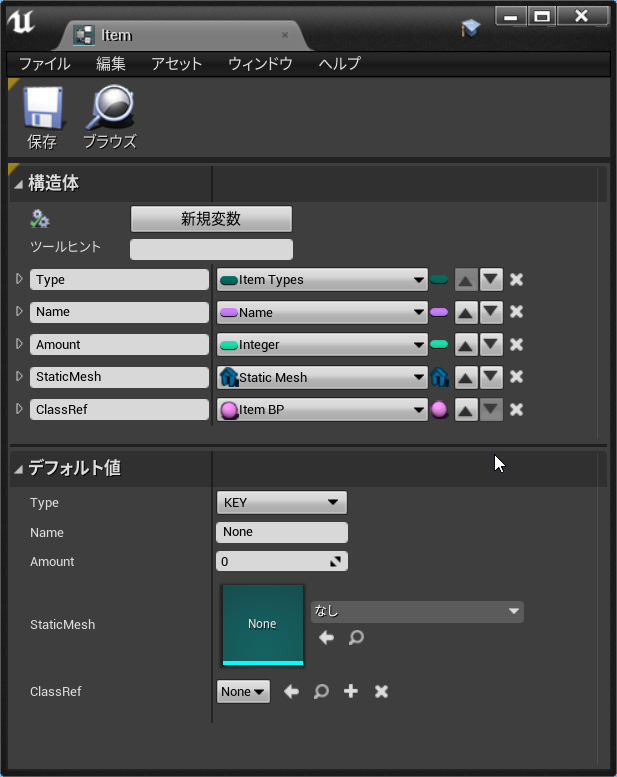 Item
ファイル 編集 アセット ウィンドウ ヘルプ
保存 ブラウズ
構造体
新規変数
ツールヒント
Type Item Types
Name Name
Amount Integer
StaticMesh Static Mesh
ClassRef Item BP
デフォルト値
Type KEY
Name None
Amount 0
StaticMesh None なし
ClassRef None